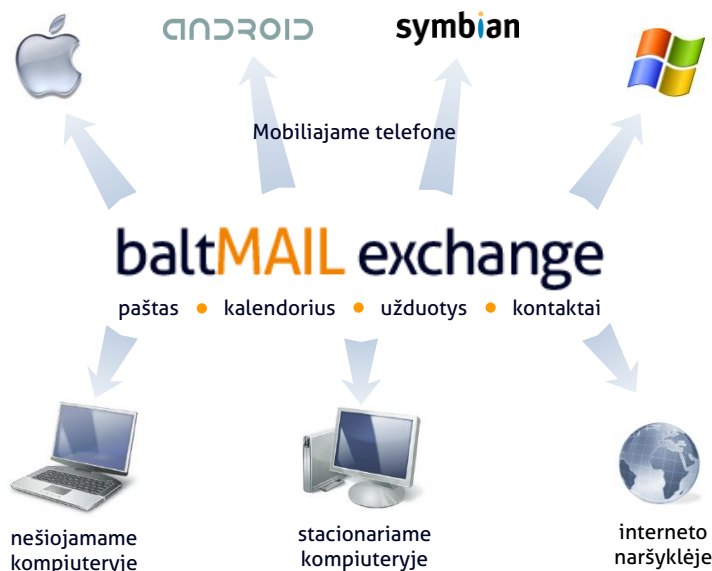 ANDROID
symbian
Mobiliajame telefone
baltMAIL exchange
paštas • kalendorius • užduotys • kontaktai
nešiojamame
kompiuteryje
stacionariame
kompiuteryje
interneto
naršyklėje